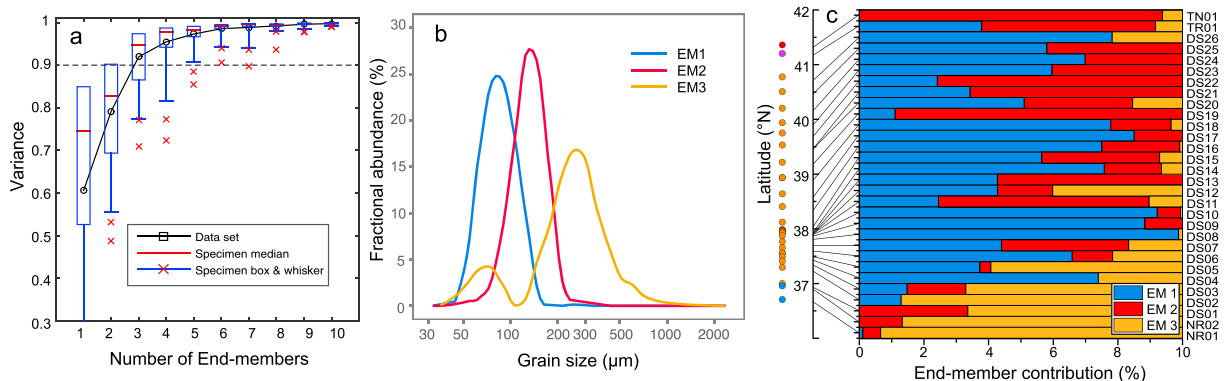 a
Variance
1
0.9
0.8
0.7
0.6
0.5
0.4
0.3
Data set
Specimen median
Specimen box & whisker
1 2 3 4 5 6 7 8 9 10
Number of End-members
b
Fractional abundance (%)
30
25
20
15
10
5
0
EM1
EM2
EM3
30 100 200 300 500 1000 2000
Grain size (µm)
c
Latitude (°N)
42
41
40
39
38
37
TN01
TR01
DS26
DS25
DS24
DS23
DS22
DS21
DS20
DS19
DS18
DS17
DS16
DS15
DS14
DS13
DS12
DS11
DS10
DS09
DS08
DS07
DS06
DS05
DS04
DS03
DS02
DS01
NR02
NR01
EM 1
EM 2
EM 3
0 2 4 6 8 10
End-member contribution (%)